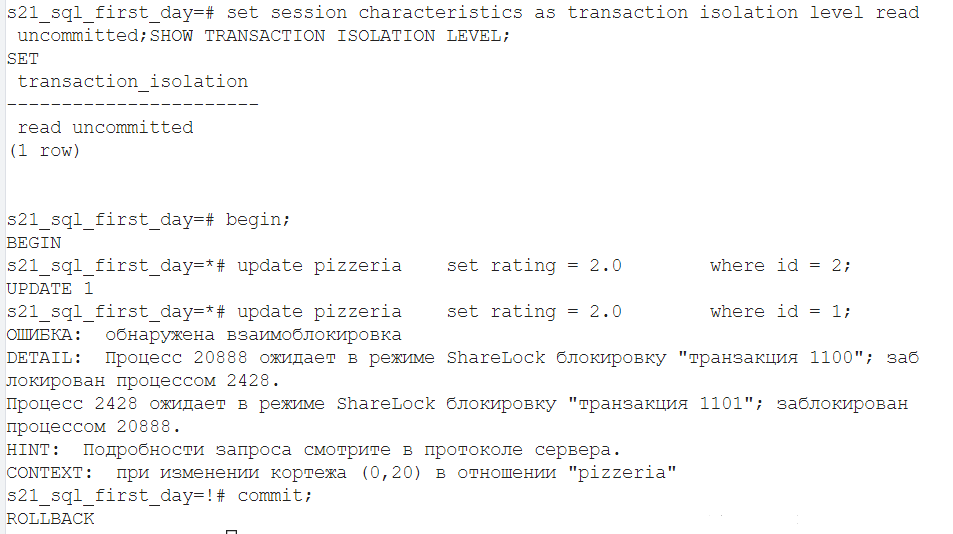 s21_sql_first_day=# set session characteristics as transaction isolation level read
 uncommitted;SHOW TRANSACTION ISOLATION LEVEL;
SET
 transaction_isolation
-----------------------
 read uncommitted
(1 row)
s21_sql_first_day=# begin;
BEGIN
s21_sql_first_day=*# update pizzeria    set rating = 2.0        where id = 2;
UPDATE 1
s21_sql_first_day=*# update pizzeria    set rating = 2.0        where id = 1;
ОШИБКА:  обнаружена взаимоблокировка
DETAIL:  Процесс 20888 ожидает в режиме ShareLock блокировку "транзакция 1100"; заб
локирован процессом 2428.
Процесс 2428 ожидает в режиме ShareLock блокировку "транзакция 1101"; заблокирован
процессом 20888.
HINT:  Подробности запроса смотрите в протоколе сервера.
CONTEXT:  при изменении кортежа (0,20) в отношении "pizzeria"
s21_sql_first_day=!# commit;
ROLLBACK